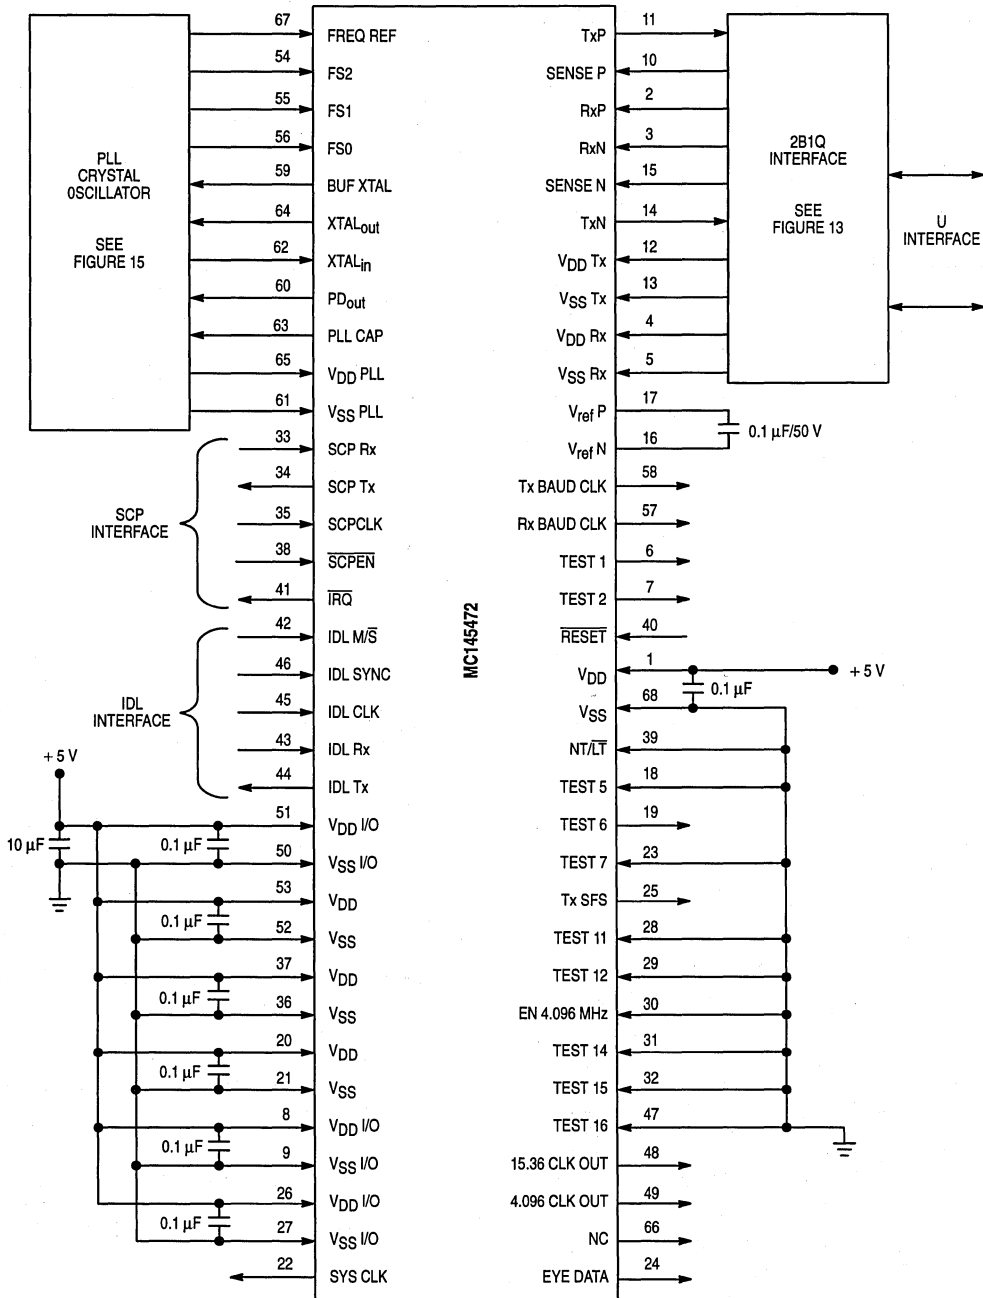 PLL
CRYSTAL
0SCILLATOR
SEE
FIGURE 15
67 FREQ REF
54 FS2
55 FS1
56 FS0
59 BUF XTAL
64 XTALout
62 XTALin
60 PDout
63 PLL CAP
65 VDD PLL
61 VSS PLL
SCP
INTERFACE
33 SCP Rx
34 SCP Tx
35 SCPCLK
38 S̅C̅P̅E̅N̅
41 I̅R̅Q̅
IDL
INTERFACE
42 IDL M/S̅
46 IDL SYNC
45 IDL CLK
43 IDL Rx
44 IDL Tx
+ 5 V
10 µF
0.1 µF
51 VDD I/O
50 VSS I/O
53 VDD
0.1 µF
52 VSS
37 VDD
0.1 µF
36 VSS
20 VDD
0.1 µF
21 VSS
8 VDD I/O
0.1 µF
9 VSS I/O
26 VDD I/O
0.1 µF
27 VSS I/O
22 SYS CLK
MC145472
TxP 11
SENSE P 10
RxP 2
RxN 3
SENSE N 15
TxN 14
VDD Tx 12
VSS Tx 13
VDD Rx 4
VSS Rx 5
2B1Q
INTERFACE
SEE
FIGURE 13
U
INTERFACE
Vref P 17
0.1 µF/50 V
Vref N 16
Tx BAUD CLK 58
Rx BAUD CLK 57
TEST 1 6
TEST 2 7
R̅E̅S̅E̅T̅ 40
VDD 1
+ 5 V
0.1 µF
VSS 68
NT/L̅T̅ 39
TEST 5 18
TEST 6 19
TEST 7 23
Tx SFS 25
TEST 11 28
TEST 12 29
EN 4.096 MHz 30
TEST 14 31
TEST 15 32
TEST 16 47
15.36 CLK OUT 48
4.096 CLK OUT 49
NC 66
EYE DATA 24